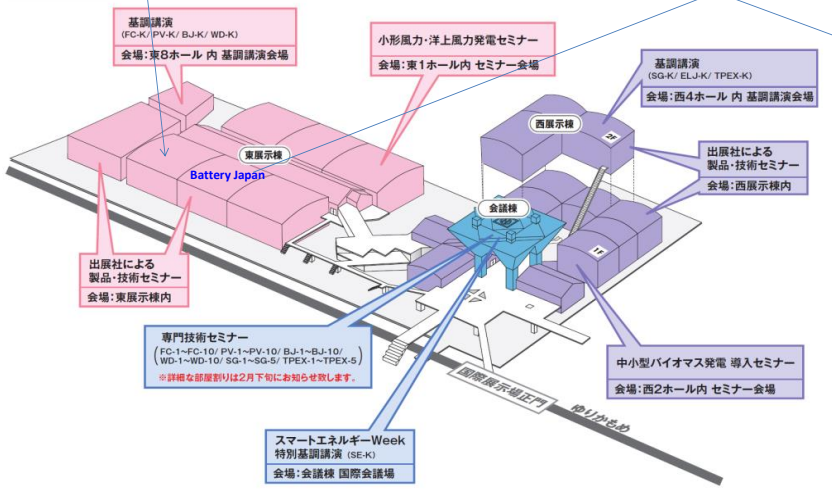 基調講演
(FC-K/ PV-K/ BJ-K/ WD-K)
会場：東8ホール 内 基調講演会場
小形風力・洋上風力発電セミナー
会場：東1ホール内 セミナー会場
基調講演
(SG-K/ ELJ-K/ TPEX-K)
会場：西4ホール 内 基調講演会場
西展示棟
2F
東展示棟
Battery Japan
出展社による
製品・技術セミナー
会場：西展示棟内
会議棟
1F
出展社による
製品・技術セミナー
会場：東展示棟内
専門技術セミナー
(FC-1~FC-10/ PV-1~PV-10/ BJ-1~BJ-10/
WD-1~WD-10/ SG-1~SG-5/ TPEX-1~TPEX-5)
※詳細な部屋割りは2月下旬にお知らせ致します。
中小型バイオマス発電 導入セミナー
会場：西2ホール内 セミナー会場
国際展示場正門
ゆりかもめ
スマートエネルギーWeek
特別基調講演 (SE-K)
会場：会議棟 国際会議場